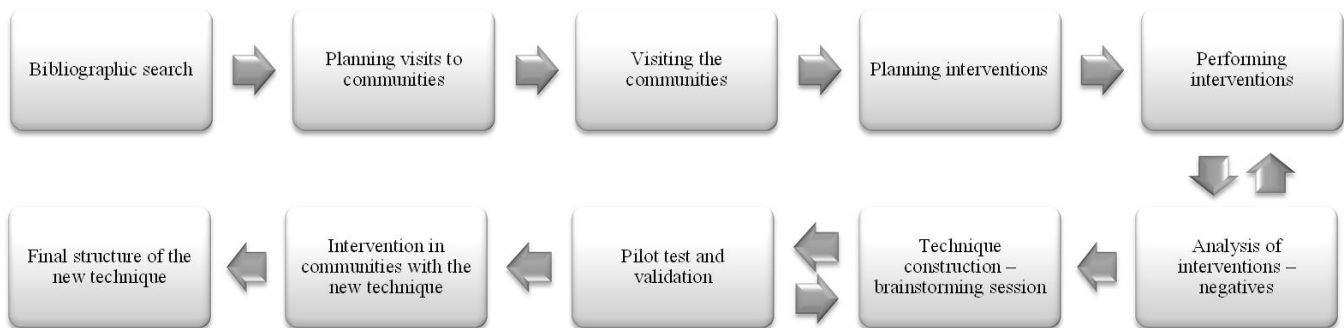 Bibliographic search
Planning visits to
communities
Visiting the
communities
Planning interventions
Performing
interventions
Final structure of the
new technique
Intervention in
communities with the
new technique
Pilot test and
validation
Technique
construction –
brainstorming session
Analysis of
interventions –
negatives